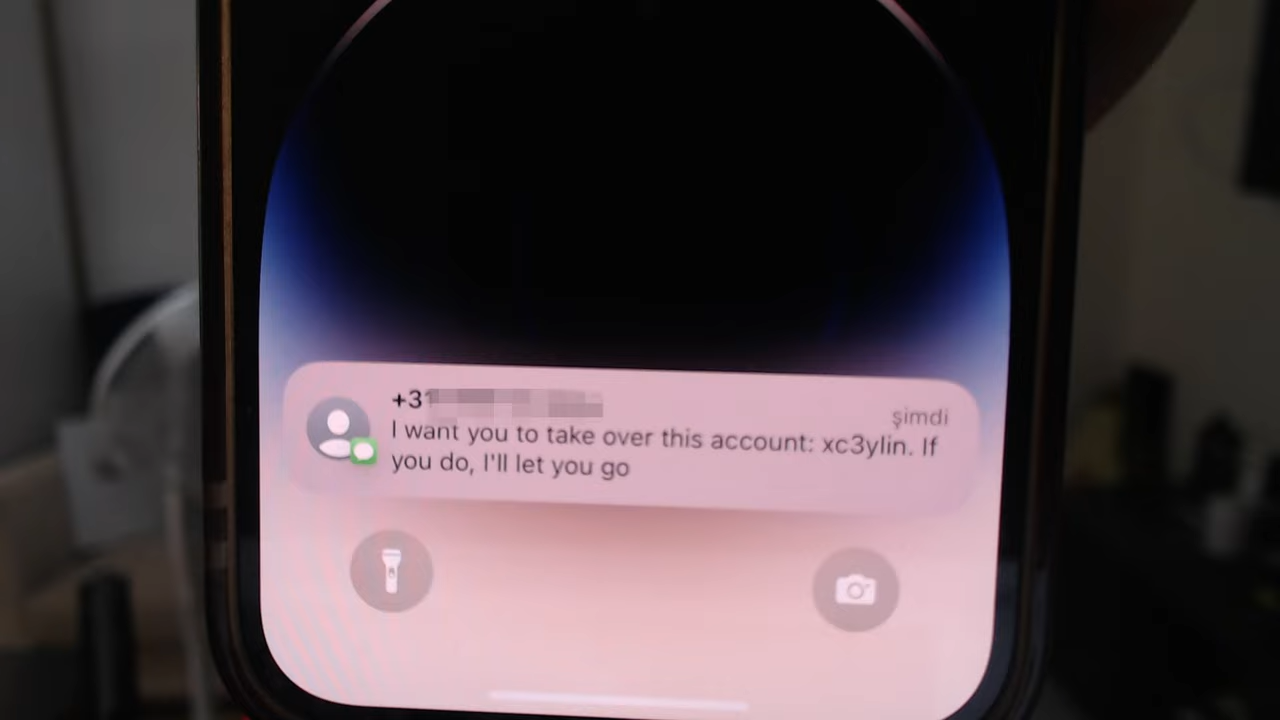 +31
şimdi
I want you to take over this account: xc3ylin. If
you do, I'll let you go